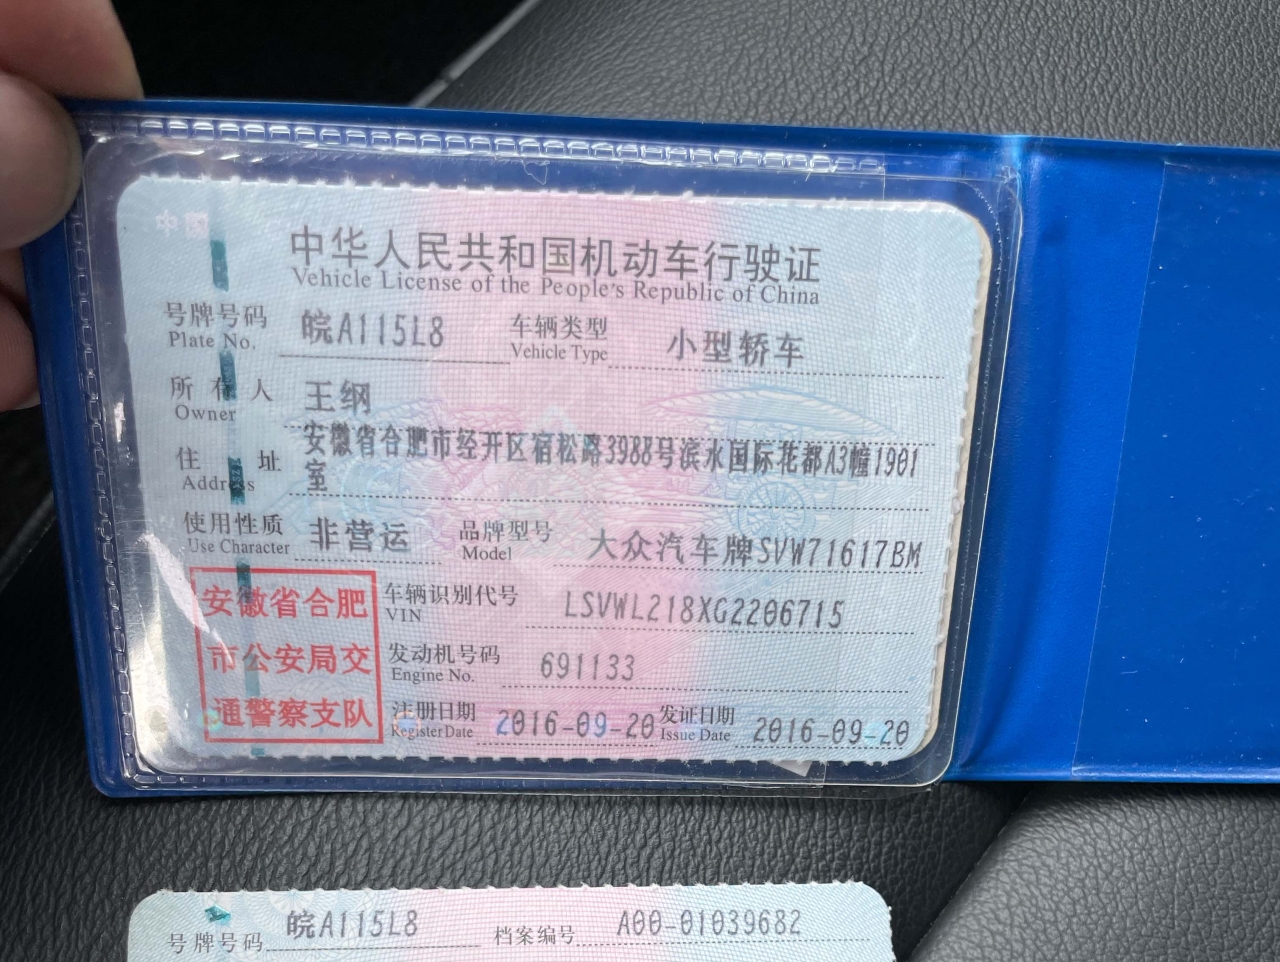 中华人民共和国机动车行驶证
Vehicle License of the People's Republic of China
号牌号码 皖A115L8 车辆类型 小型轿车
Plate No. Vehicle Type
所有人 王纲
Owner
安徽省合肥市经开区宿松路3988号滨水国际花都A3幢1901
住址 室
Address
使用性质 非营运 品牌型号 大众汽车牌SVW71617BM
Use Character Model
安徽省合肥
市公安局交
通警察支队
车辆识别代号 LSVWL218XG2206715
VIN
发动机号码 691133
Engine No.
注册日期 2016-09-20 发证日期 2016-09-20
Register Date Issue Date
号牌号码 皖A115L8 档案编号 A00-01039682